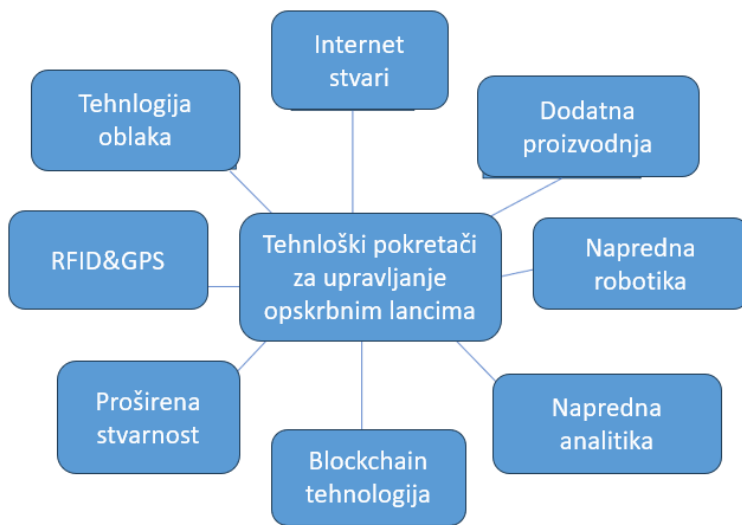 Internet
stvari
Tehnlogija
oblaka
Dodatna
proizvodnja
RFID&GPS
Tehnloški pokretači
za upravljanje
opskrbnim lancima
Napredna
robotika
Proširena
stvarnost
Napredna
analitika
Blockchain
tehnologija